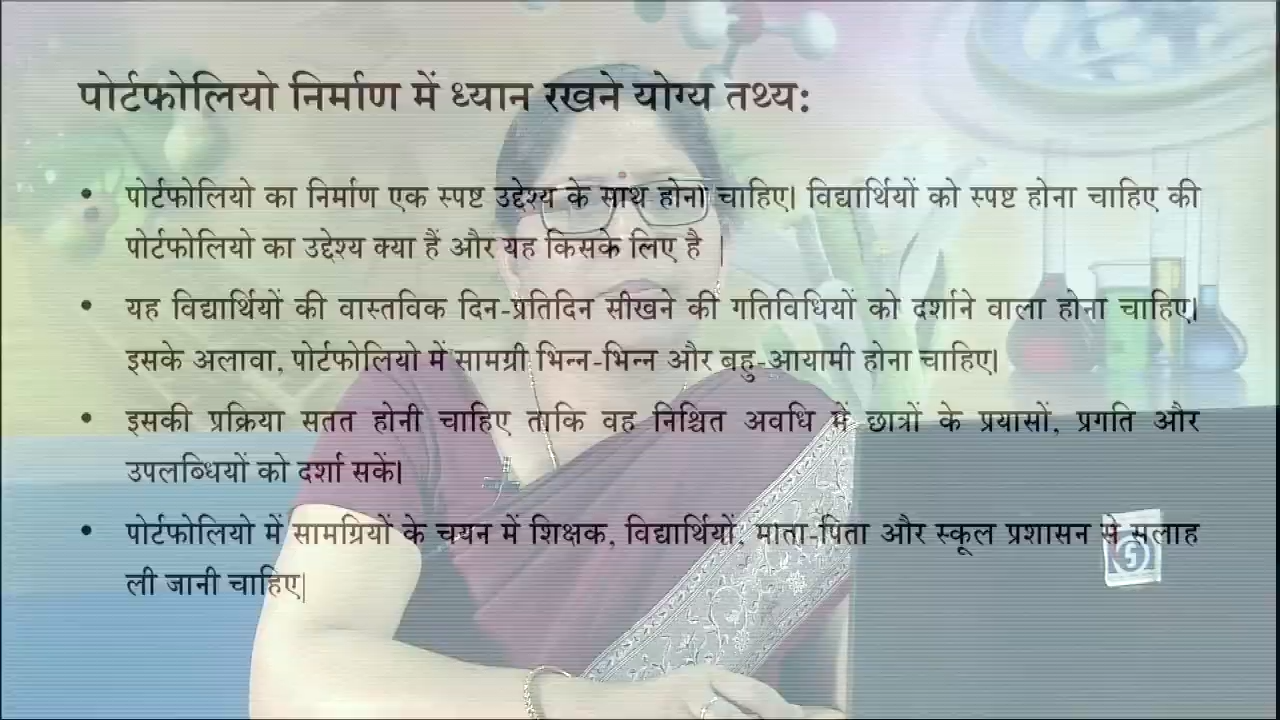 पोर्टफोलियो निर्माण में ध्यान रखने योग्य तथ्य:
• पोर्टफोलियो का निर्माण एक स्पष्ट उद्देश्य के साथ होना चाहिए। विद्यार्थियों को स्पष्ट होना चाहिए की
पोर्टफोलियो का उद्देश्य क्या हैं और यह किसके लिए है |
• यह विद्यार्थियों की वास्तविक दिन-प्रतिदिन सीखने की गतिविधियों को दर्शाने वाला होना चाहिए।
इसके अलावा, पोर्टफोलियो में सामग्री भिन्न-भिन्न और बहु-आयामी होना चाहिए।
• इसकी प्रक्रिया सतत होनी चाहिए ताकि वह निश्चित अवधि में छात्रों के प्रयासों, प्रगति और
उपलब्धियों को दर्शा सकें।
• पोर्टफोलियो में सामग्रियों के चयन में शिक्षक, विद्यार्थियों, माता-पिता और स्कूल प्रशासन से सलाह
ली जानी चाहिए|